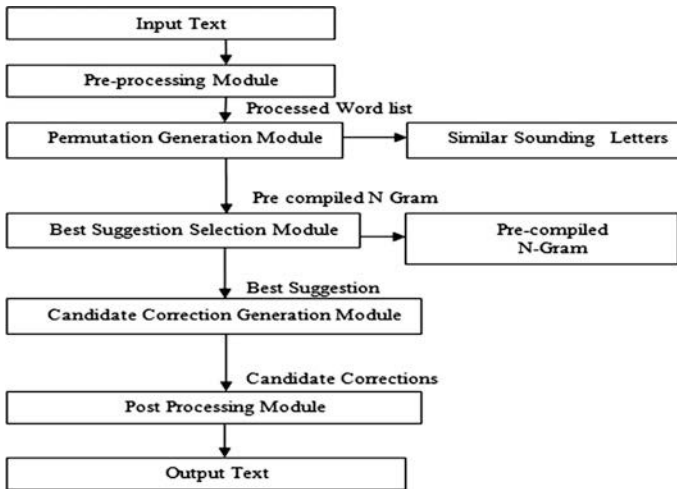 Input Text
Pre-processing Module
Processed Word list
Permutation Generation Module
Similar Sounding Letters
Pre compiled N Gram
Best Suggestion Selection Module
Pre-compiled
N-Gram
Best Suggestion
Candidate Correction Generation Module
Candidate Corrections
Post Processing Module
Output Text